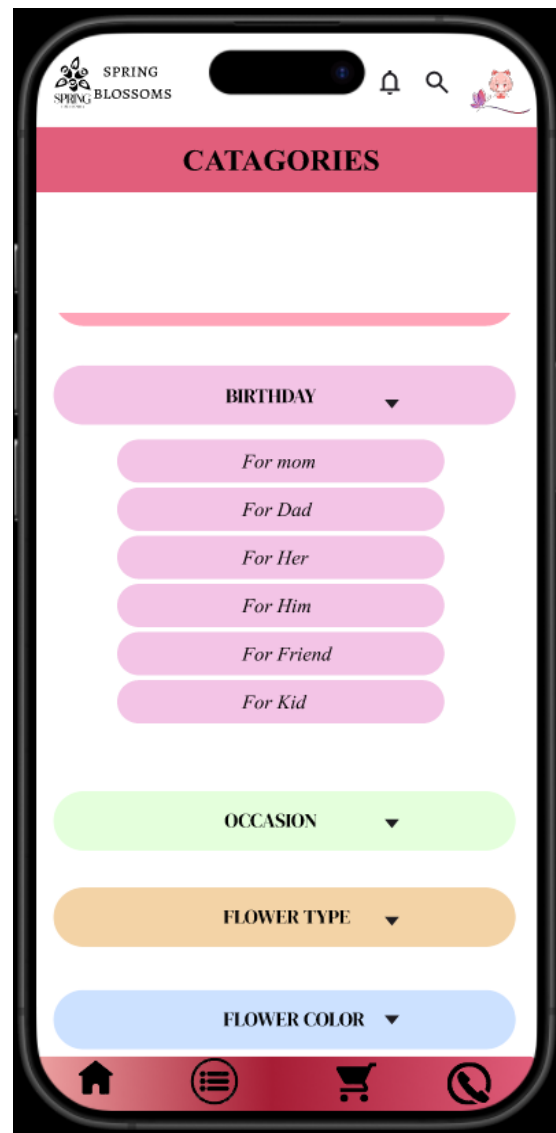 SPRING
BLOSSOMS
SPRING
CATAGORIES
BIRTHDAY
For mom
For Dad
For Her
For Him
For Friend
For Kid
OCCASION
FLOWER TYPE
FLOWER COLOR